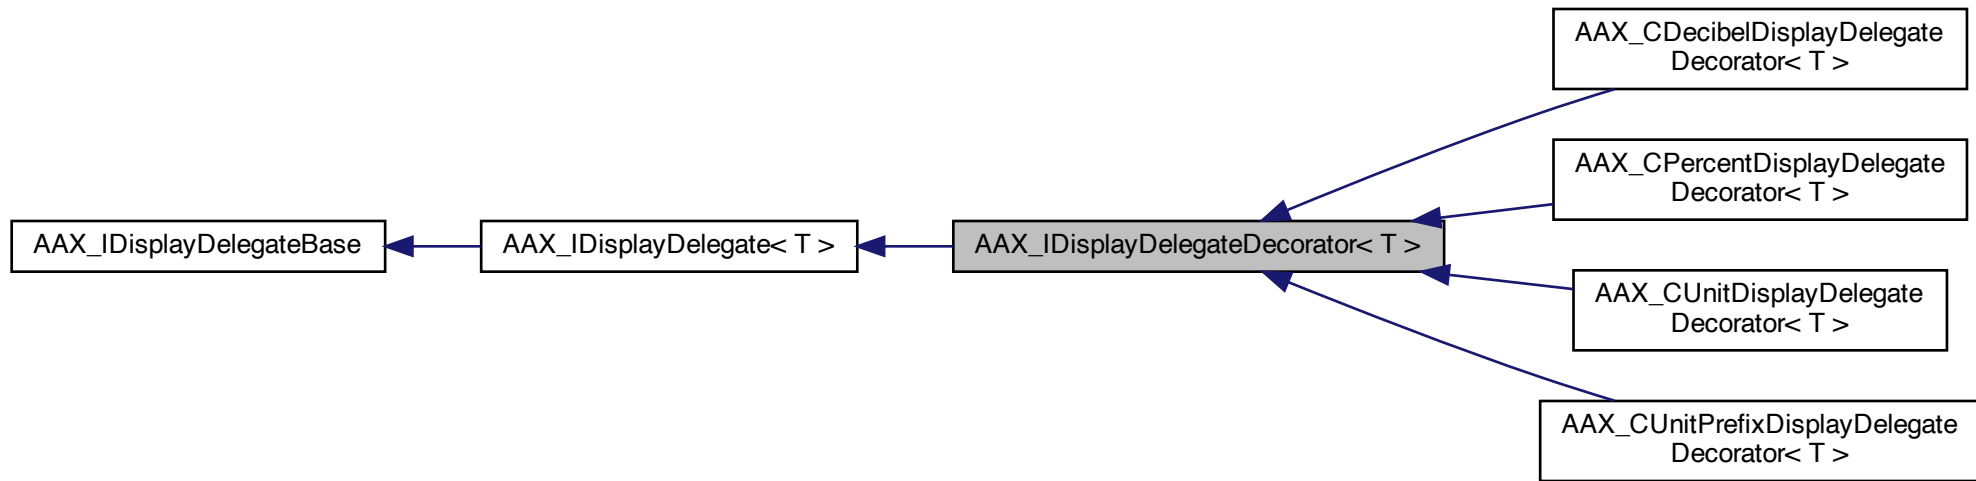 AAX_IDisplayDelegateBase
AAX_IDisplayDelegate< T >
AAX_IDisplayDelegateDecorator< T >
AAX_CDecibelDisplayDelegate
Decorator< T >
AAX_CPercentDisplayDelegate
Decorator< T >
AAX_CUnitDisplayDelegate
Decorator< T >
AAX_CUnitPrefixDisplayDelegate
Decorator< T >